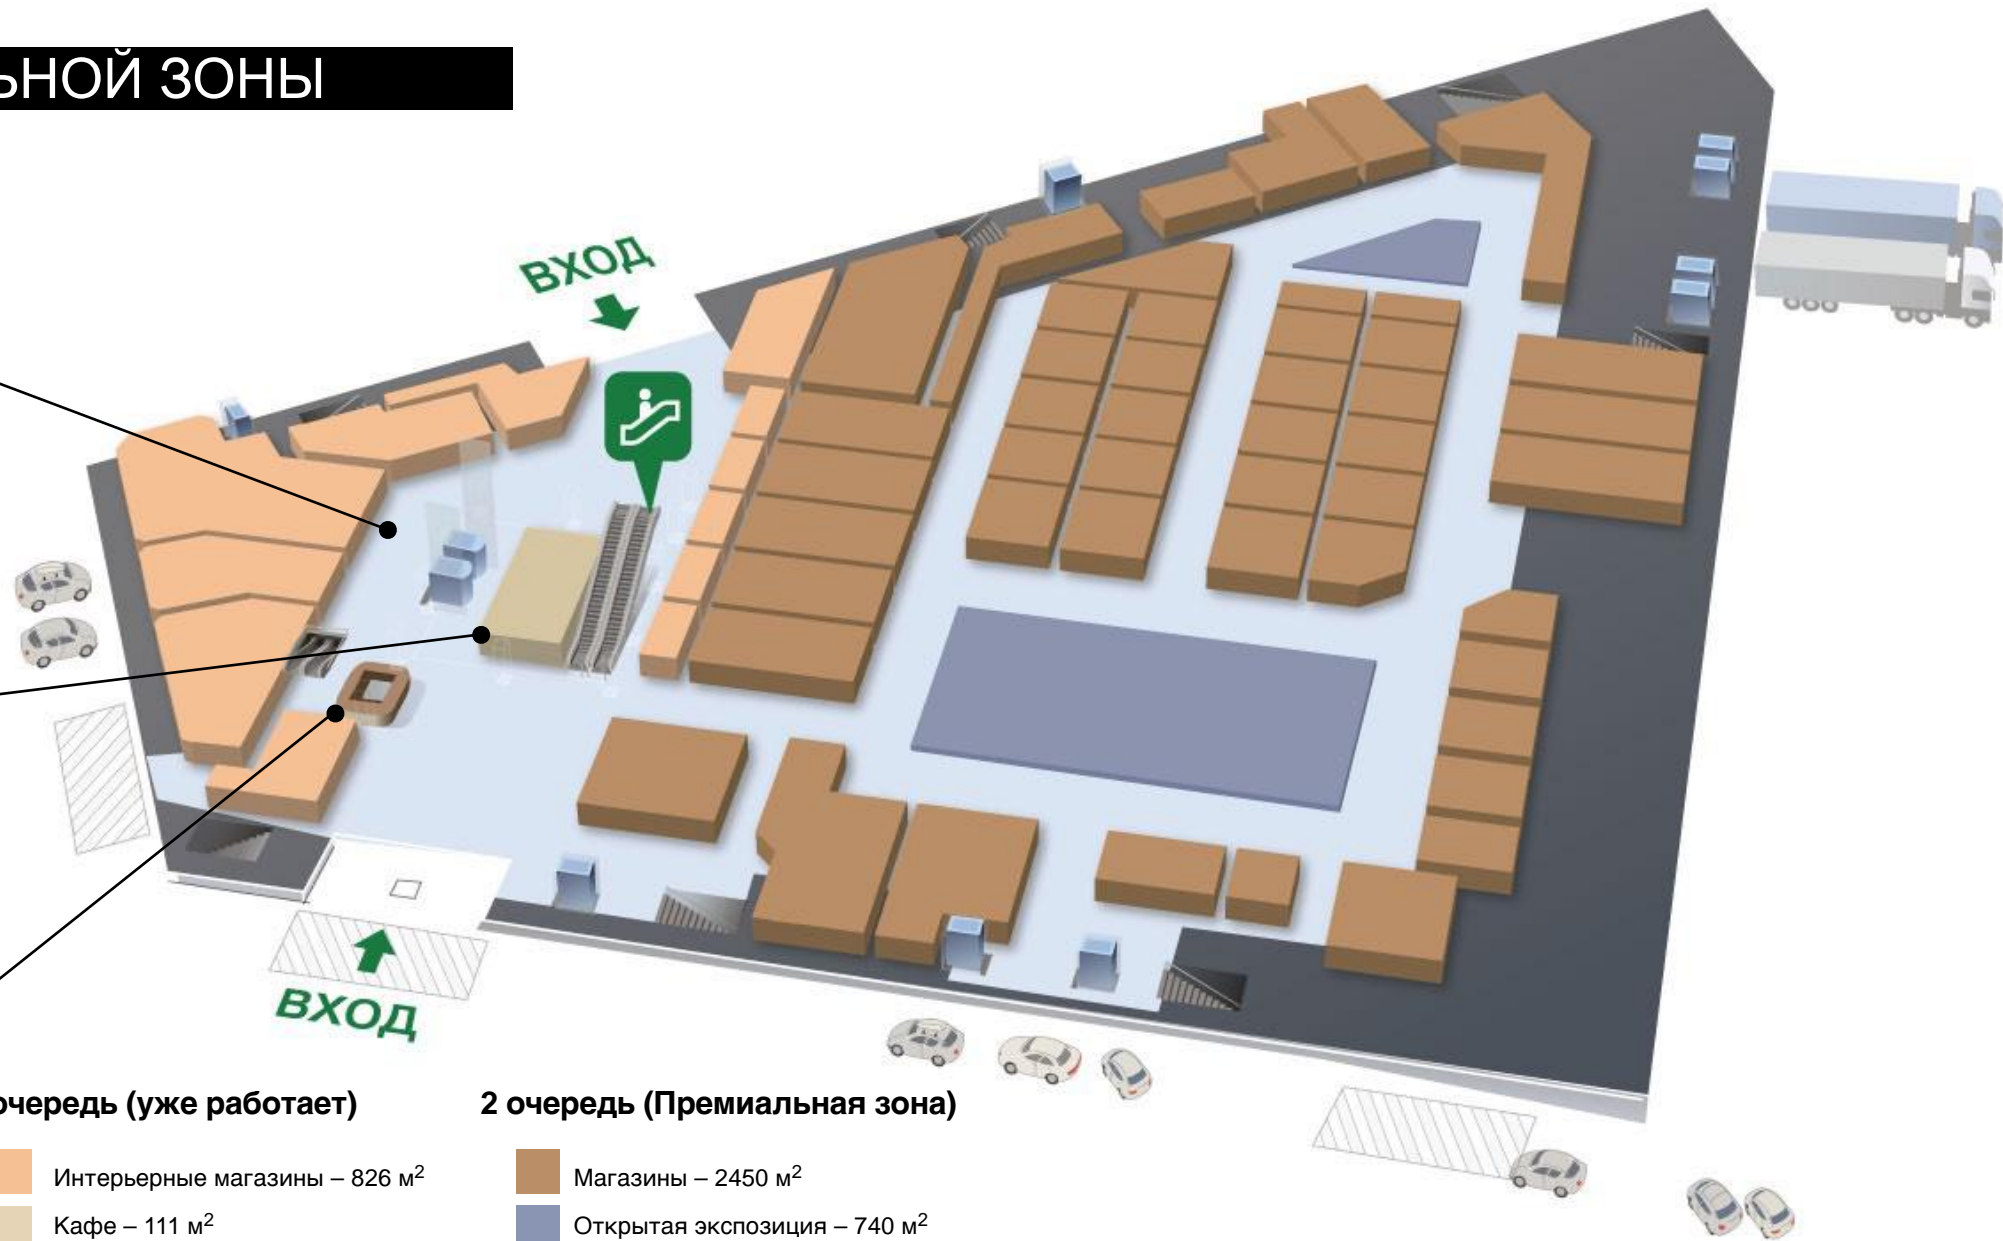 ЬНОЙ ЗОНЫ
ВХОД
ВХОД
очередь (уже работает)
Интерьерные магазины – 826 м²
Кафе – 111 м²
2 очередь (Премиальная зона)
Магазины – 2450 м²
Открытая экспозиция – 740 м²